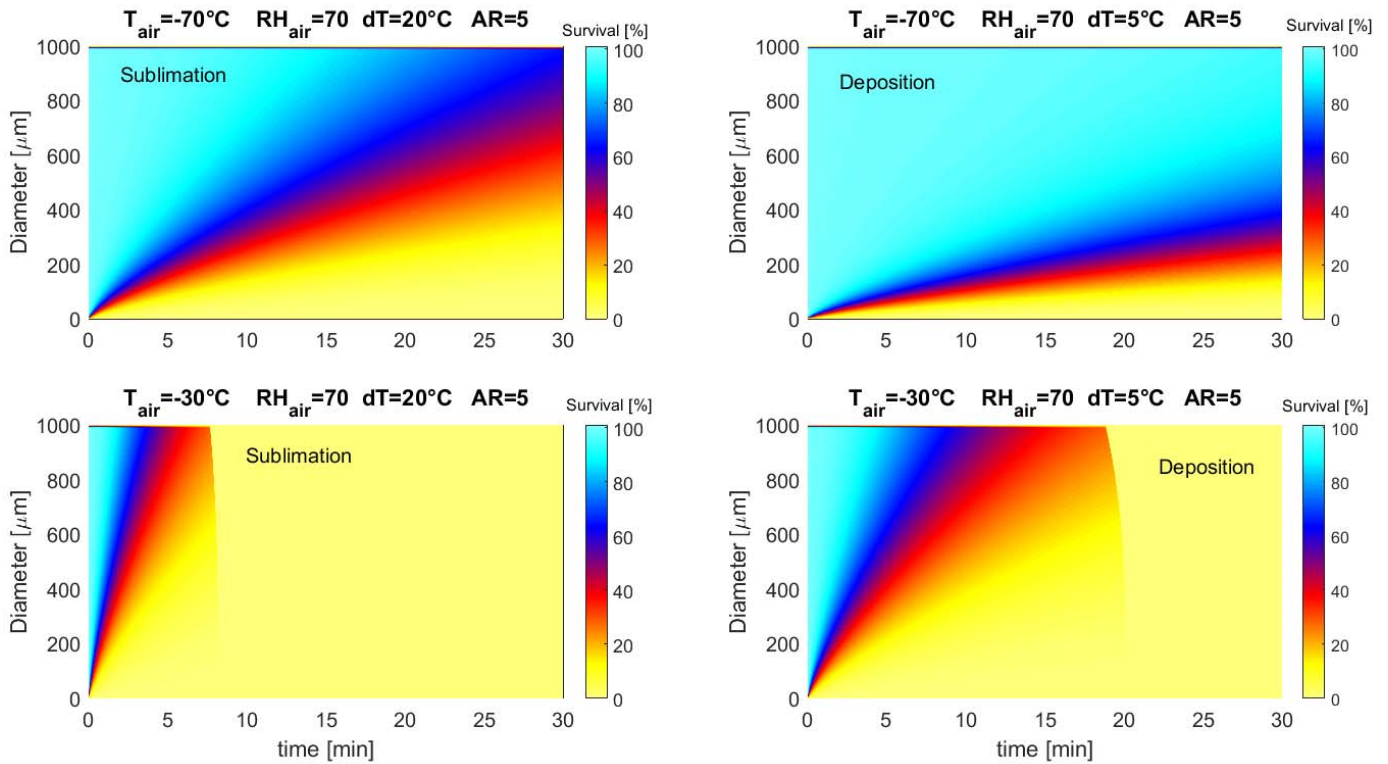 T_air=-70°C RH_air=70 dT=20°C AR=5
Survival [%]
Sublimation
Diameter [μm]
1000
800
600
400
200
0
0 5 10 15 20 25 30
100
80
60
40
20
0
T_air=-70°C RH_air=70 dT=5°C AR=5
Survival [%]
Deposition
Diameter [μm]
1000
800
600
400
200
0
0 5 10 15 20 25 30
100
80
60
40
20
0
T_air=-30°C RH_air=70 dT=20°C AR=5
Survival [%]
Sublimation
Diameter [μm]
1000
800
600
400
200
0
0 5 10 15 20 25 30
time [min]
100
80
60
40
20
0
T_air=-30°C RH_air=70 dT=5°C AR=5
Survival [%]
Deposition
Diameter [μm]
1000
800
600
400
200
0
0 5 10 15 20 25 30
time [min]
100
80
60
40
20
0